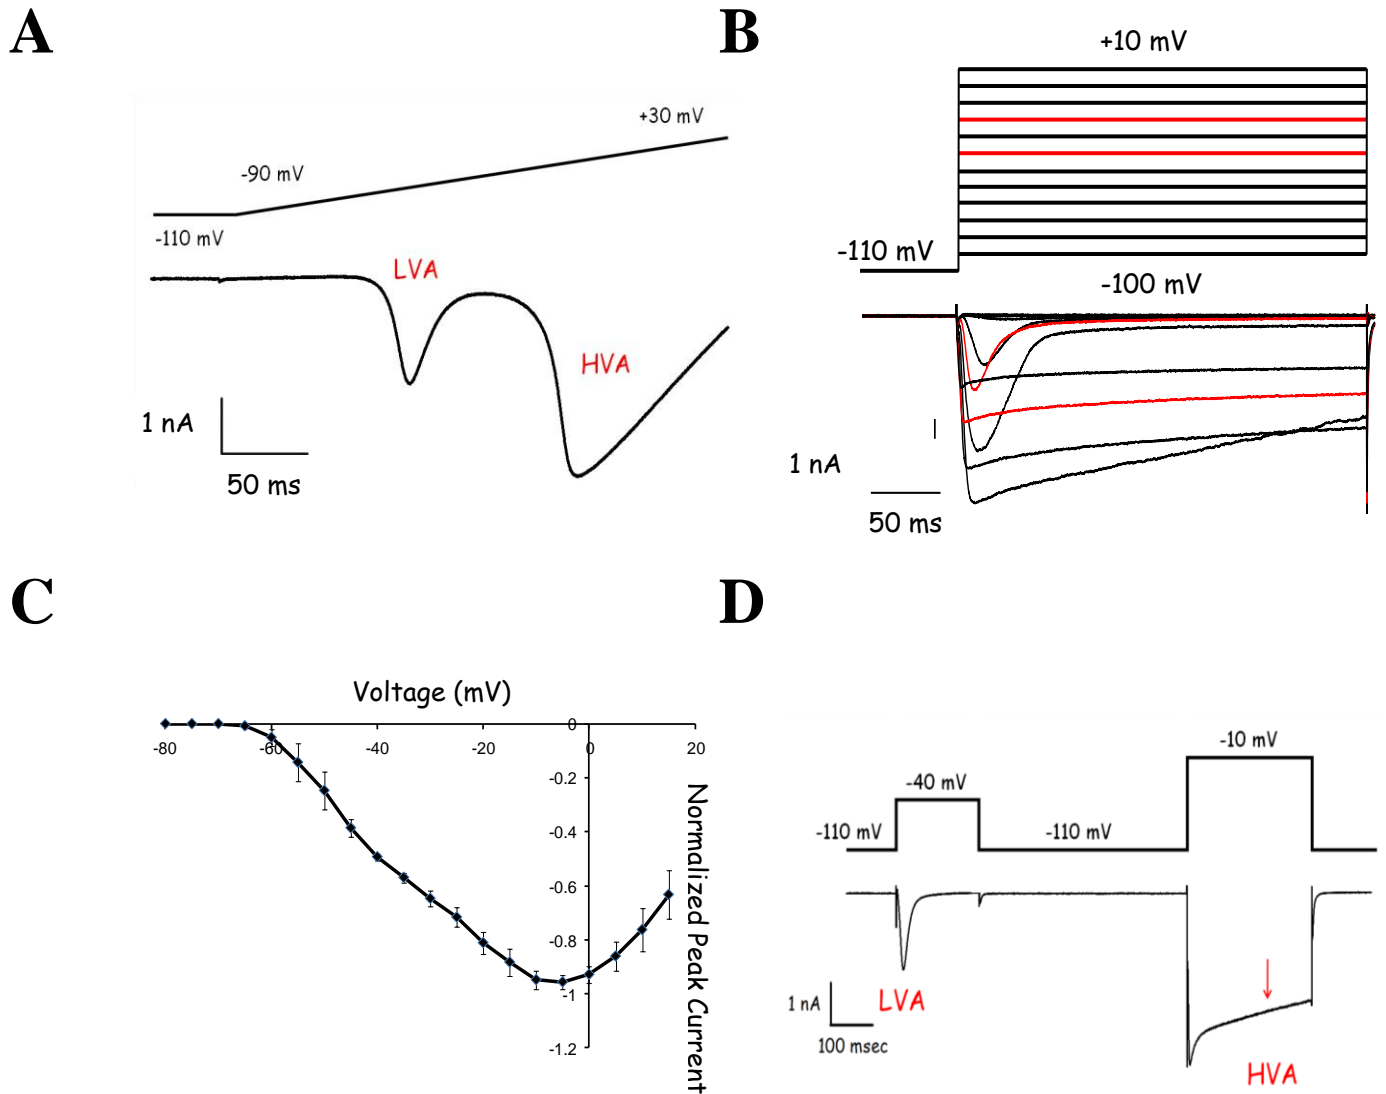 A
+30 mV
-90 mV
-110 mV
LVA
HVA
1 nA
50 ms
B
+10 mV
-110 mV
-100 mV
1 nA
50 ms
C
Voltage (mV)
0
-80 -60 -40 -20 0 20
-0.2
-0.4
-0.6
-0.8
-1
-1.2
Normalized Peak Current
D
-10 mV
-40 mV
-110 mV -110 mV
LVA
1 nA
100 msec
HVA